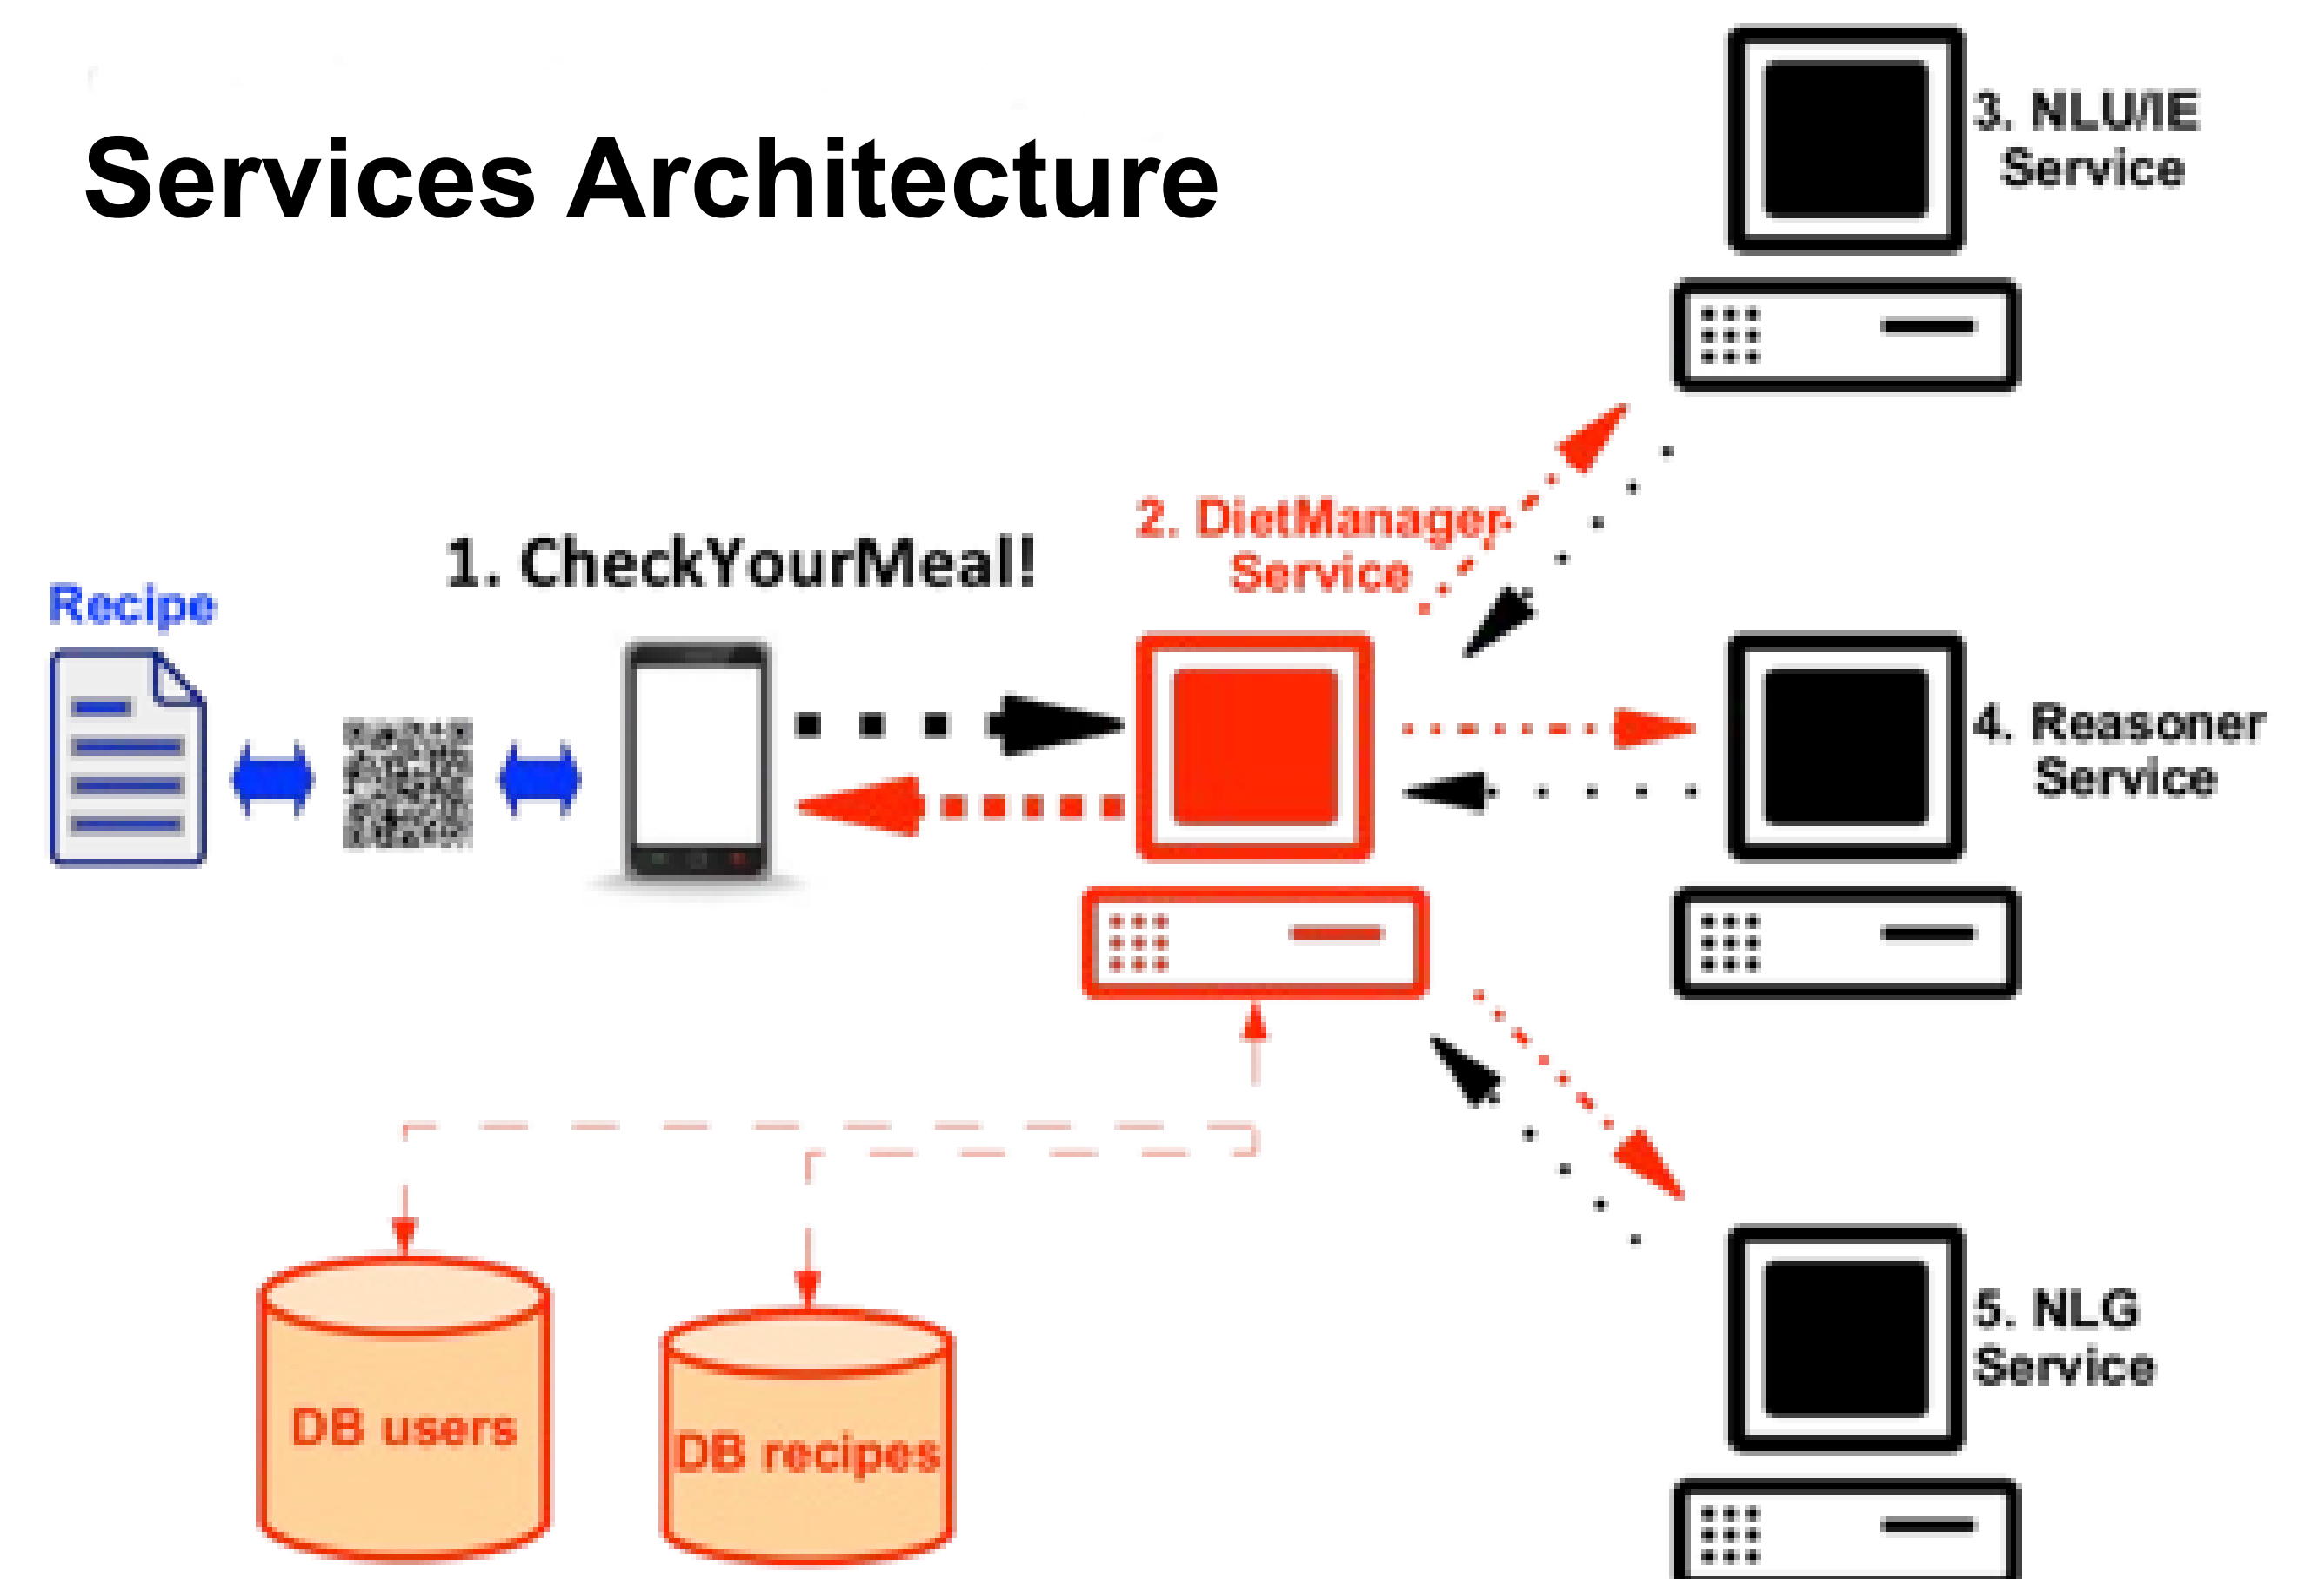 Services Architecture
3. NLU/IE
Service
2. DietManager
Service
1. CheckYourMeal!
Recipe
4. Reasoner
Service
5. NLG
Service
DB users
DB recipes